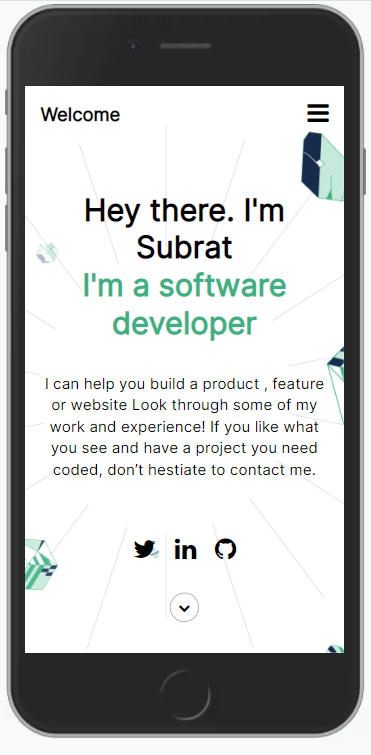 Welcome
Hey there. I'm
Subrat
I'm a software
developer
I can help you build a product , feature
or website Look through some of my
work and experience! If you like what
you see and have a project you need
coded, don’t hestiate to contact me.